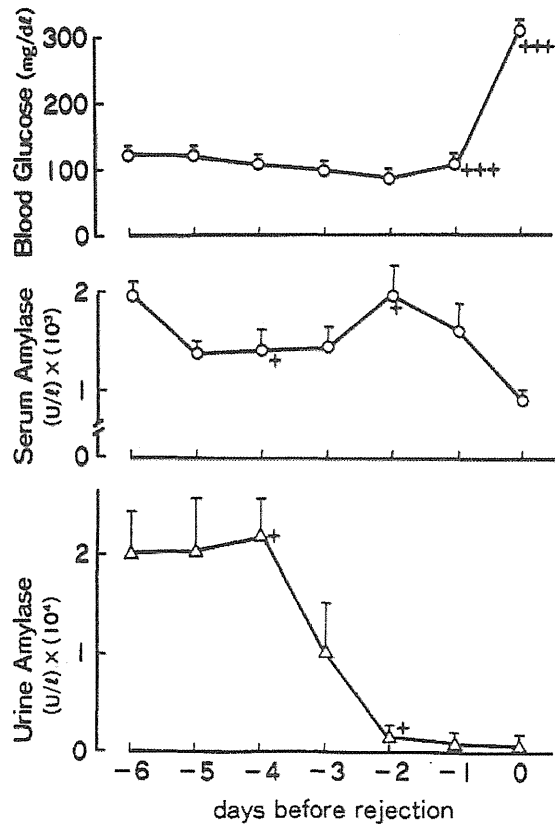 Blood Glucose (mg/dℓ)
300
200
100
0
+++
+++
Serum Amylase
(U/ℓ) × (10³)
2
1
0
+
+
Urine Amylase
(U/ℓ) × (10⁴)
2
1
0
+
+
-6 -5 -4 -3 -2 -1 0
days before rejection